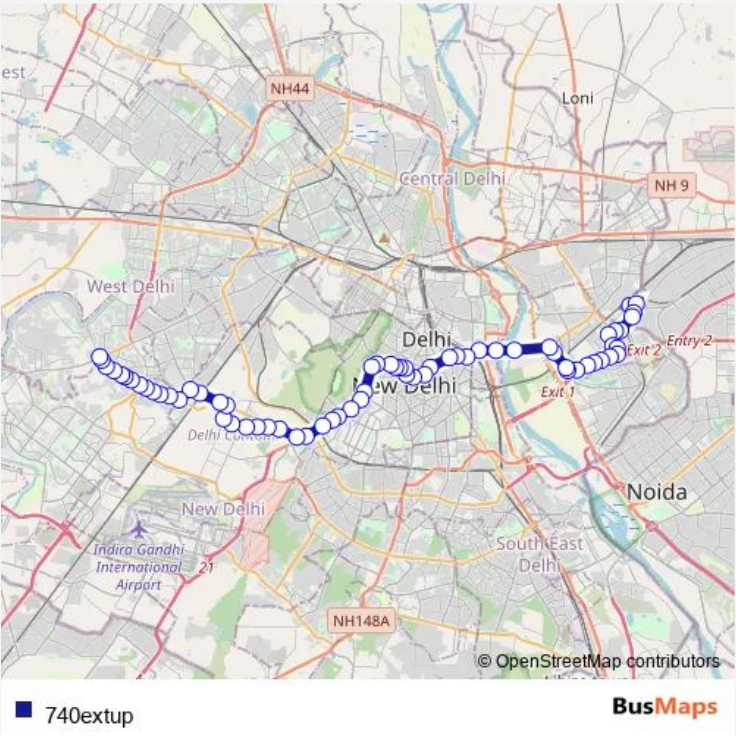 est
NH44
Loni
Central Delhi
NH 9
West Delhi
Delhi
Entry 2
Exit 2
New Delhi
Exit 1
Delhi
New Delhi
Noida
Indira Gandhi
International
Airport
21
South East
Delhi
NH148A
© OpenStreetMap contributors
740extup
BusMaps